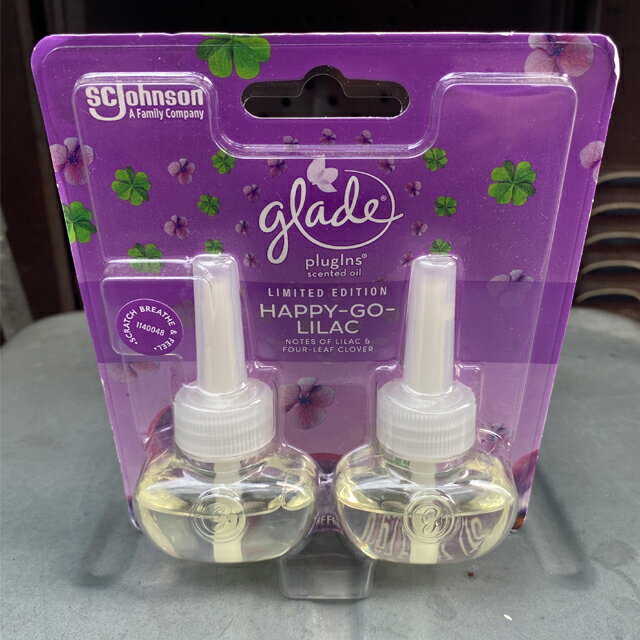 SC Johnson
A Family Company
glade®
plugIns®
scented oil
LIMITED EDITION
HAPPY-GO-
LILAC
NOTES OF LILAC &
FOUR-LEAF CLOVER
•SCRATCH BREATHE & FEEL•
1140048